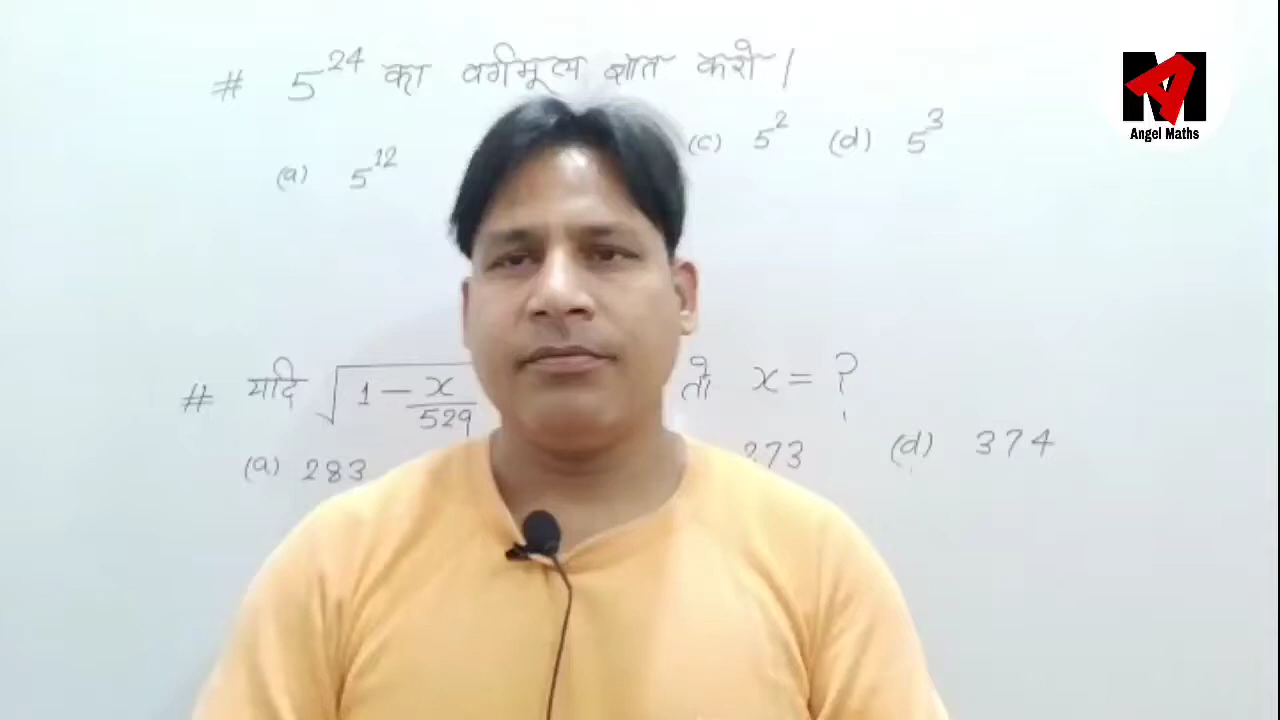 # 5^24 का वर्गमूल ज्ञात करो।
(a) 5^12 (c) 5^2 (d) 5^3
# यदि √(1 - x/529) तो x = ?
(a) 283 273 (d) 374
MA
Angel Maths